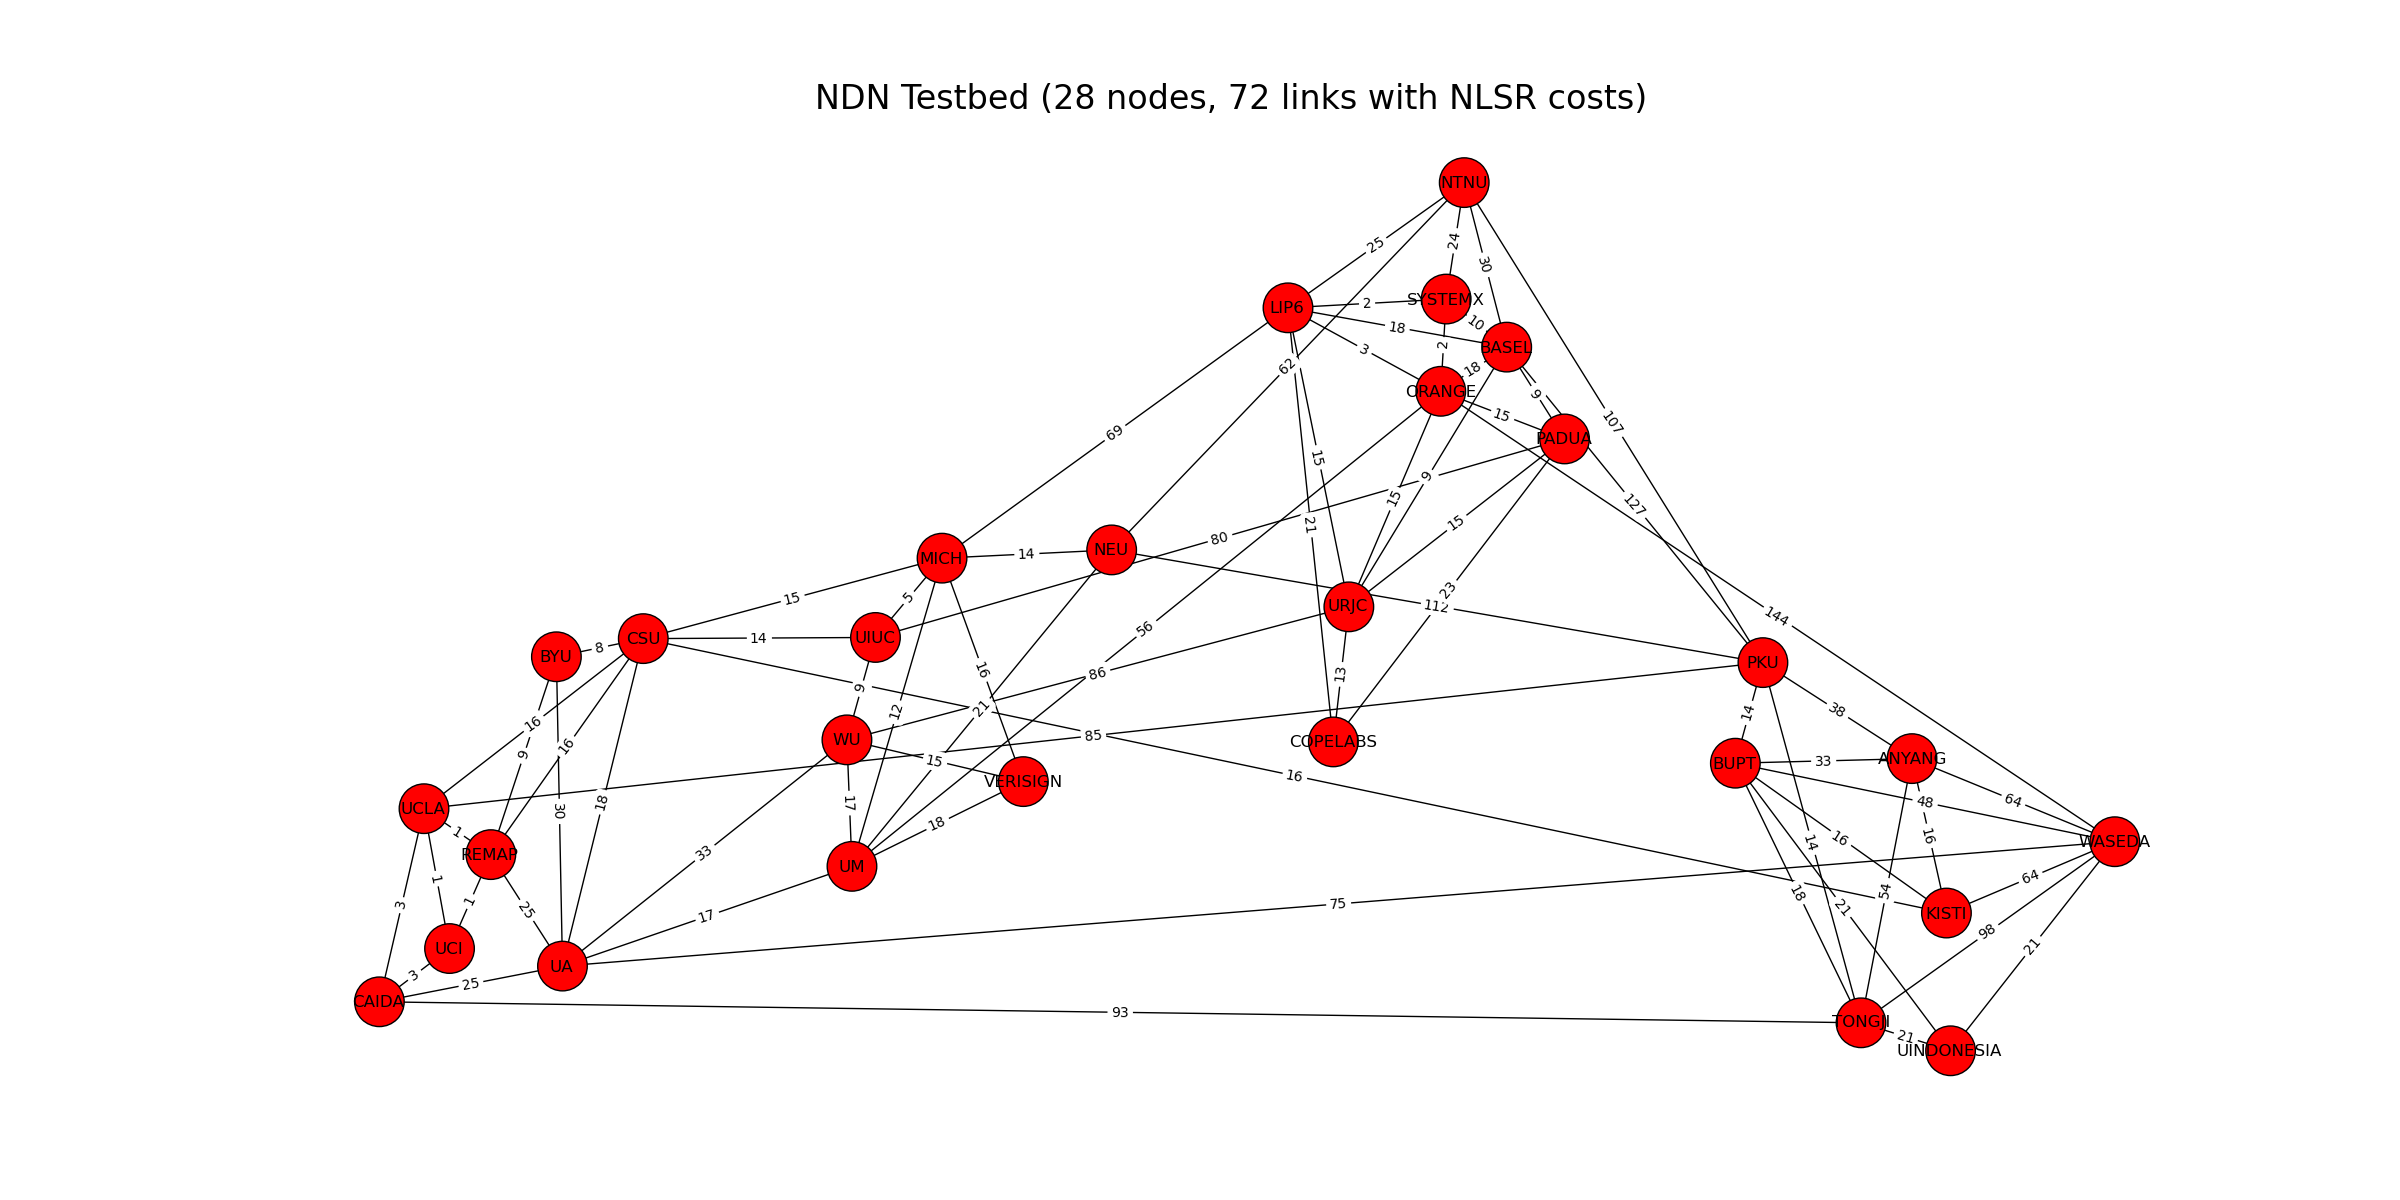 NDN Testbed (28 nodes, 72 links with NLSR costs)
NTNU
25
24
30
62
107
LIP6
2
SYSTEMX
10
18
BASEL
3
2
18
9
ORANGE
15
PADUA
69
15
127
15
9
15
21
80
23
MICH
14
NEU
15
5
56
URJC
112
144
BYU
8
CSU
14
UIUC
16
86
13
PKU
9
12
21
38
14
16
16
9
WU
15
85
COPELABS
BUPT
33
ANYANG
VERISIGN
16
UCLA
30
18
17
18
48
64
1
REMAP
33
UM
16
14
16
WASEDA
1
1
25
17
75
18
21
54
64
3
KISTI
UCI
UA
98
21
3
25
CAIDA
93
TONGJI
21
UINDONESIA